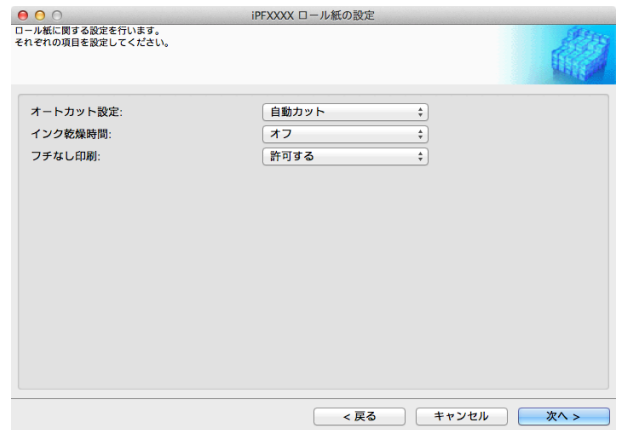 iPFXXXX ロール紙の設定
ロール紙に関する設定を行います。
それぞれの項目を設定してください。
オートカット設定: 自動カット
インク乾燥時間: オフ
フチなし印刷: 許可する
< 戻る キャンセル 次へ >